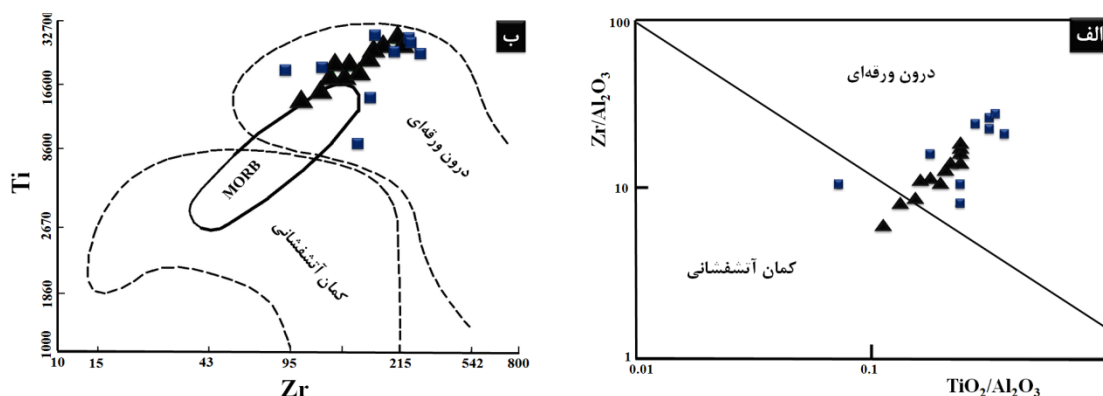 ب
Ti
32700
16000
8600
2670
1860
1000
10
15
43
95
215
542
800
Zr
MORB
درون ورقه‌ای
کمان آتشفشانی
الف
Zr/Al2O3
100
10
1
0.01
0.1
TiO2/Al2O3
درون ورقه‌ای
کمان آتشفشانی